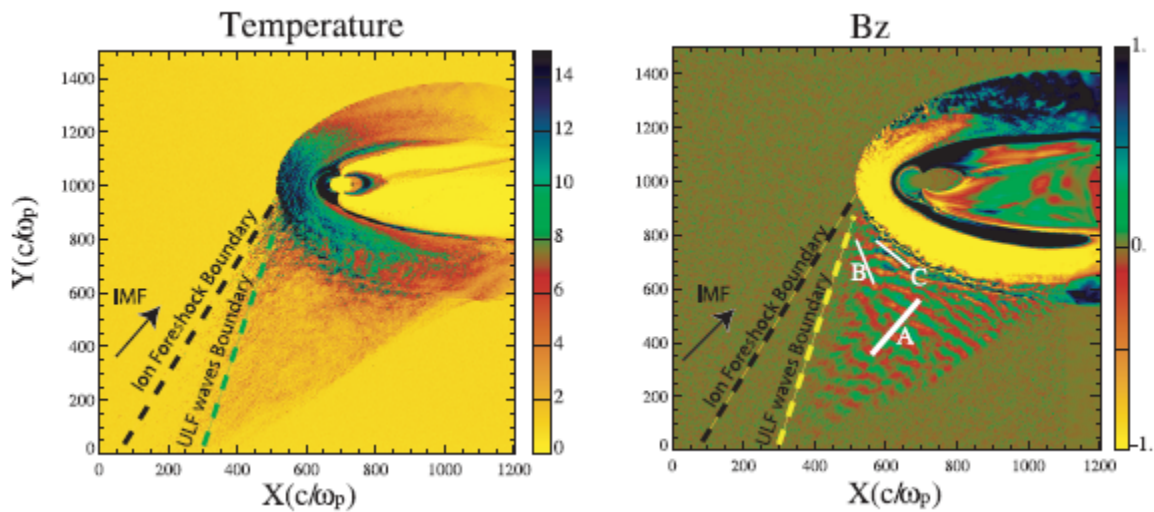 Temperature
Bz
1400
1200
1000
800
600
400
200
0
0
200
400
600
800
1000
1200
X(c/ωp)
Y(c/ωp)
14
12
10
8
6
4
2
0
IMF
Ion Foreshock Boundary
ULF waves Boundary
1400
1200
1000
800
600
400
200
0
0
200
400
600
800
1000
1200
X(c/ωp)
1.
0.
-1.
IMF
Ion Foreshock Boundary
ULF waves Boundary
B
C
A